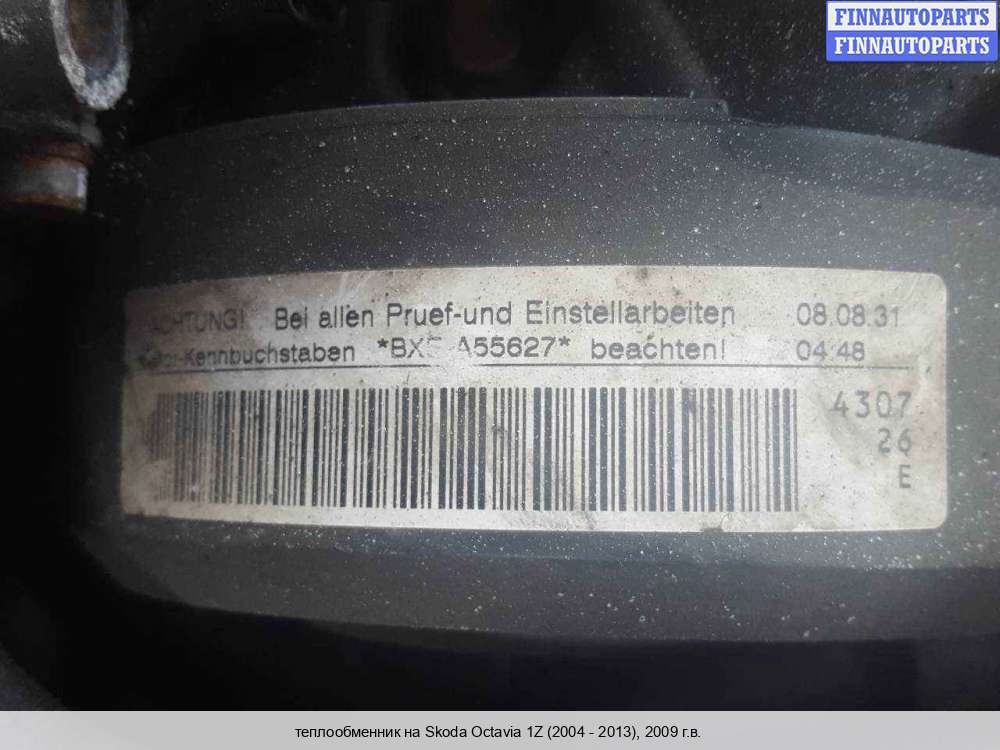 FINNAUTOPARTS
FINNAUTOPARTS
Bei allen Pruef-und Einstellarbeiten 08.08.31
A55627* beachten! 04:48
4307
26
E
теплообменник на Skoda Octavia 1Z (2004 - 2013), 2009 г.в.